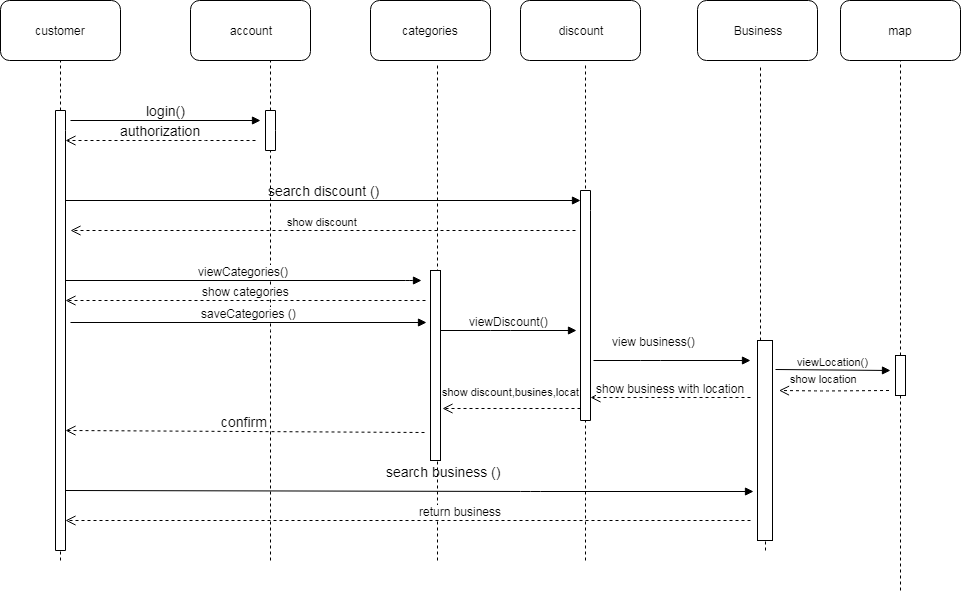 customer
account
categories
discount
Business
map
login()
authorization
search discount ()
show discount
viewCategories()
show categories
saveCategories ()
viewDiscount()
view business()
viewLocation()
show location
show business with location
show discount,busines,locat
confirm
search business ()
return business